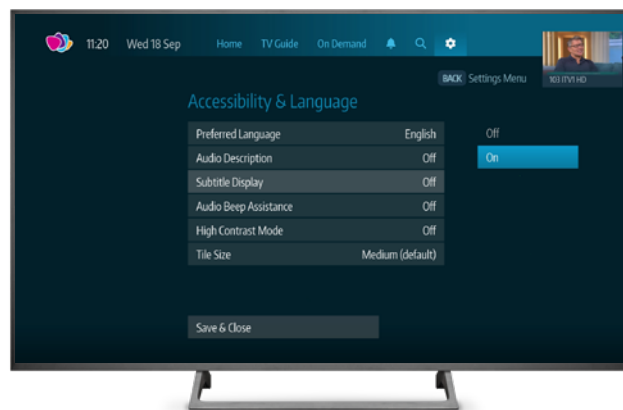 11:20 Wed 18 Sep Home TV Guide On Demand
BACK Settings Menu
103 ITV1 HD
Accessibility & Language
Preferred Language English
Off
Audio Description Off
On
Subtitle Display Off
Audio Beep Assistance Off
High Contrast Mode Off
Tile Size Medium (default)
Save & Close